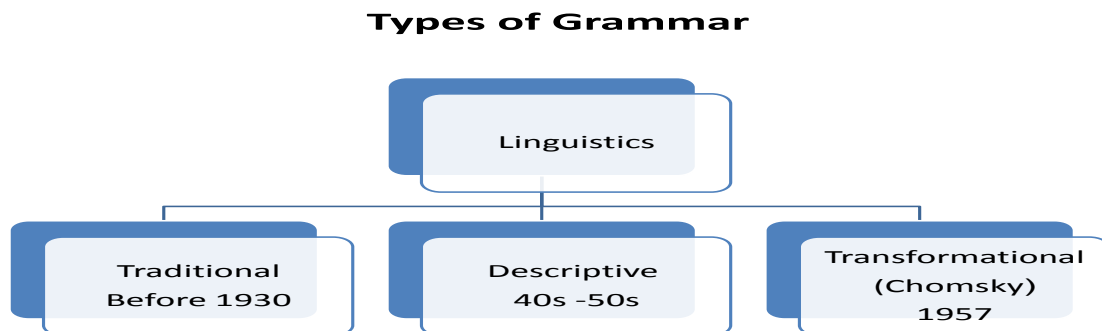 Types of Grammar
Linguistics
Traditional
Before 1930
Descriptive
40s -50s
Transformational
(Chomsky)
1957